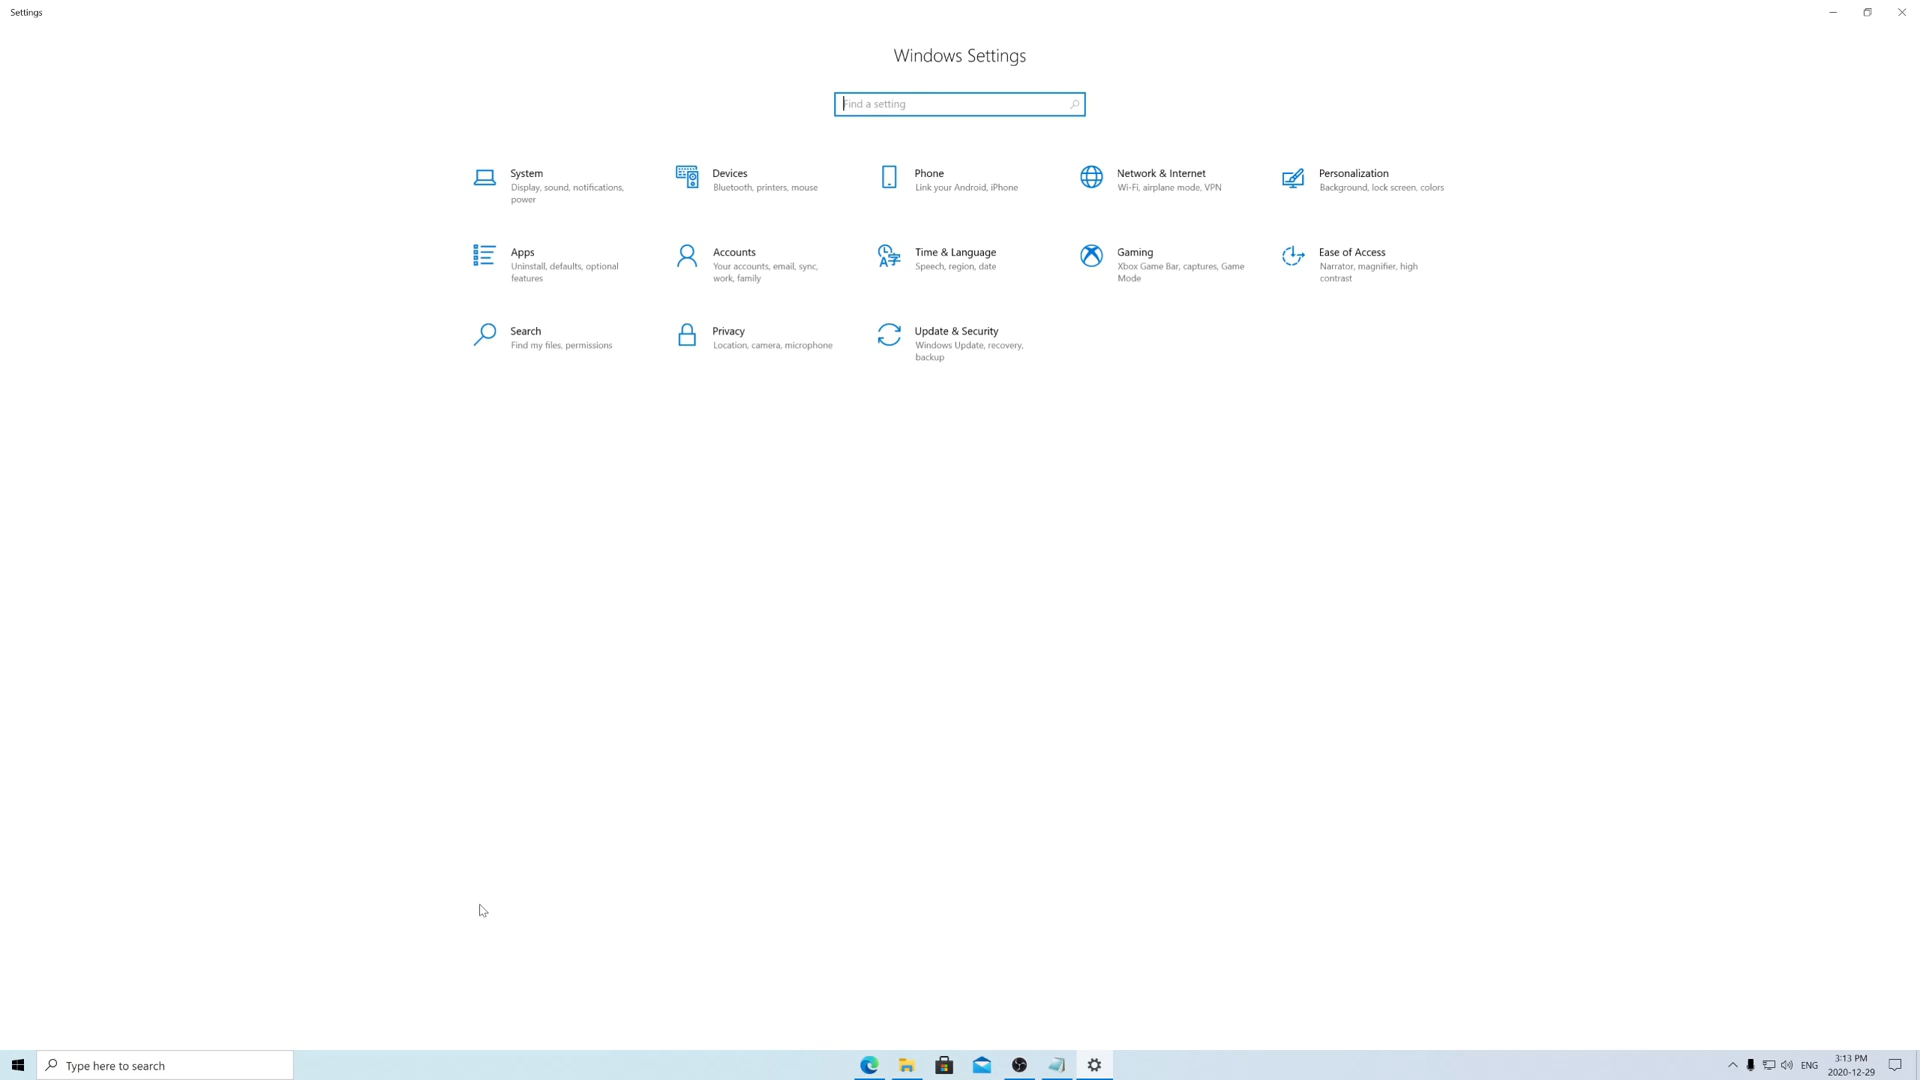 Settings
Windows Settings
Find a setting
System
Display, sound, notifications,
power
Devices
Bluetooth, printers, mouse
Phone
Link your Android, iPhone
Network & Internet
Wi-Fi, airplane mode, VPN
Personalization
Background, lock screen, colors
Apps
Uninstall, defaults, optional
features
Accounts
Your accounts, email, sync,
work, family
Time & Language
Speech, region, date
Gaming
Xbox Game Bar, captures, Game
Mode
Ease of Access
Narrator, magnifier, high
contrast
Search
Find my files, permissions
Privacy
Location, camera, microphone
Update & Security
Windows Update, recovery,
backup
Type here to search
ENG
3:13 PM
2020-12-29